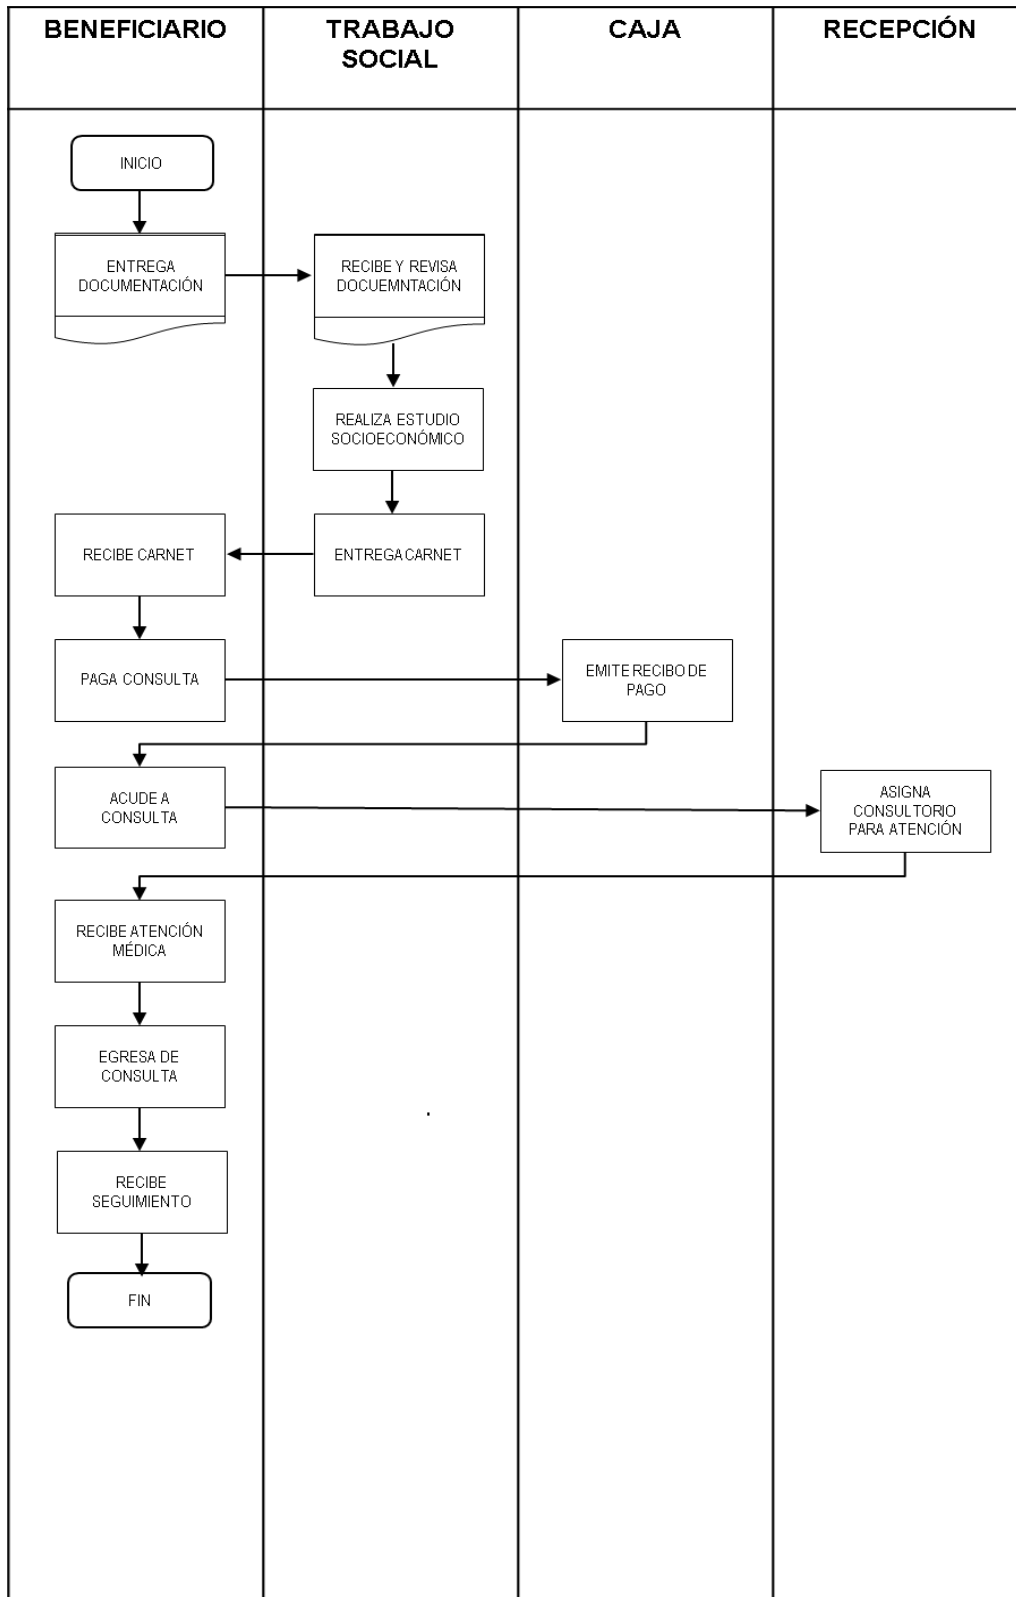 BENEFICIARIO
TRABAJO
SOCIAL
CAJA
RECEPCIÓN
INICIO
ENTREGA
DOCUMENTACIÓN
RECIBE Y REVISA
DOCUEMNTACIÓN
REALIZA ESTUDIO
SOCIOECONÓMICO
RECIBE CARNET
ENTREGA CARNET
PAGA CONSULTA
EMITE RECIBO DE
PAGO
ACUDE A
CONSULTA
ASIGNA
CONSULTORIO
PARA ATENCIÓN
RECIBE ATENCIÓN
MÉDICA
EGRESA DE
CONSULTA
.
RECIBE
SEGUIMIENTO
FIN